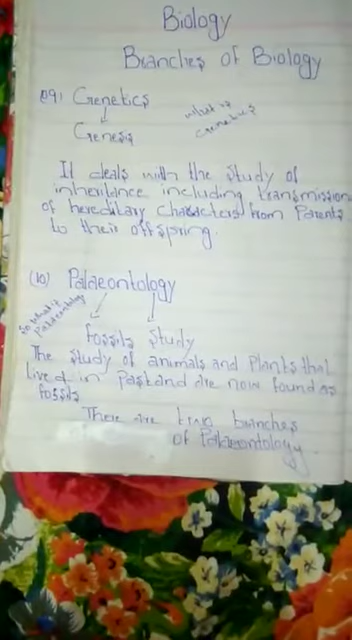 Biology
Branches of Biology
09) Genetics
what is Genetics
Genesis
It deals with the study of
inheritance including transmission
of hereditary characters from Parents
to their offspring.
(10) Palaeontology
So what is Palaeontology
Fossils Study
The study of animals and Plants that
lived in Past and are now found as
fossils
There are two branches
of Palaeontology